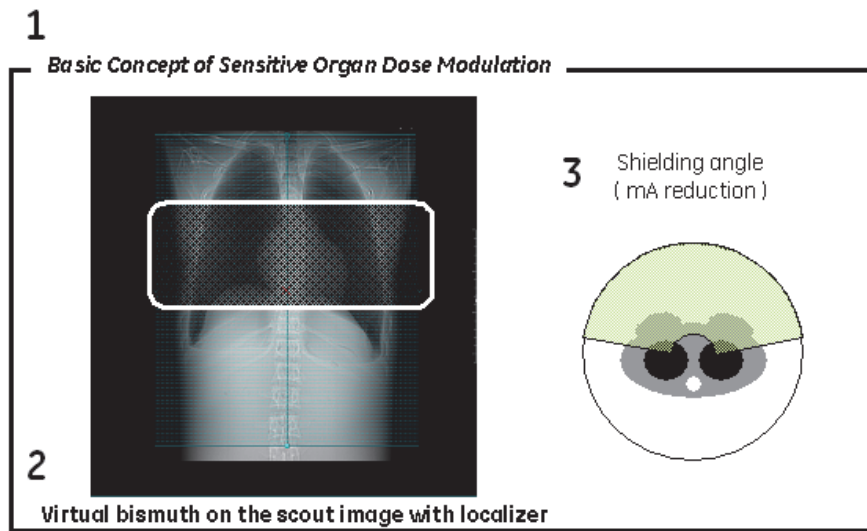 1
Basic Concept of Sensitive Organ Dose Modulation
3
Shielding angle
( mA reduction )
2
Virtual bismuth on the scout image with localizer